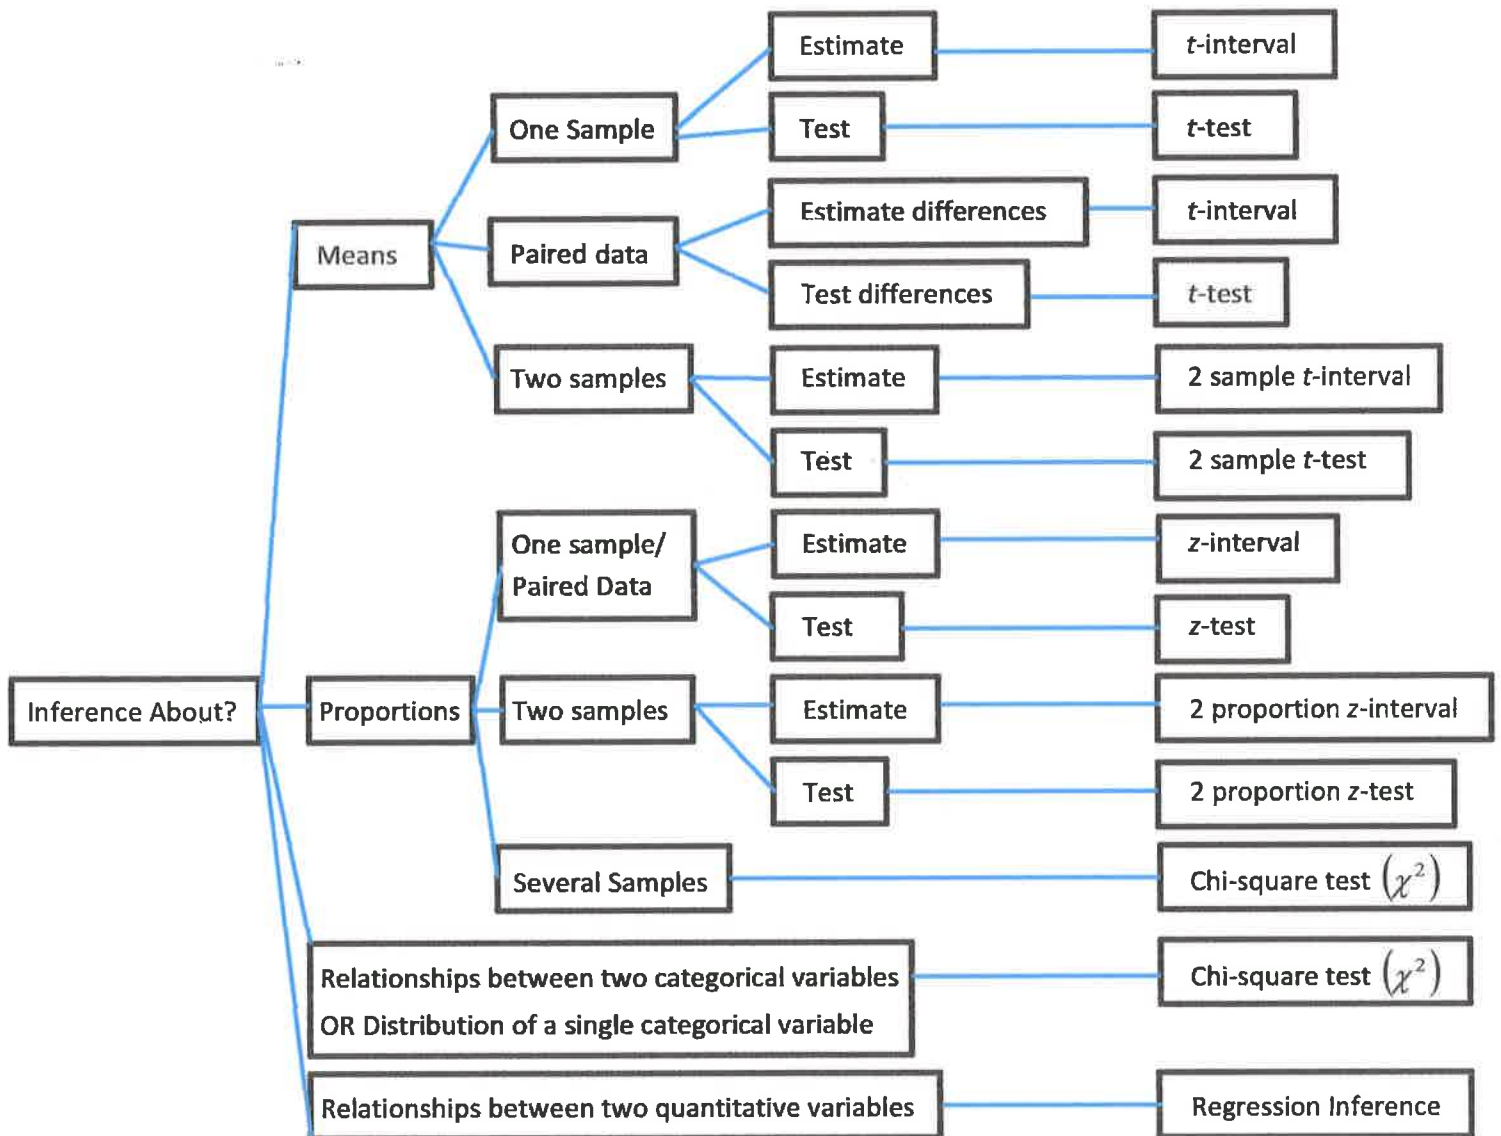 Estimate
t-interval
One Sample
Test
t-test
Means
Estimate differences
t-interval
Paired data
Test differences
t-test
Two samples
Estimate
2 sample t-interval
Test
2 sample t-test
One sample/
Paired Data
Estimate
z-interval
Test
z-test
Inference About?
Proportions
Two samples
Estimate
2 proportion z-interval
Test
2 proportion z-test
Several Samples
Chi-square test (χ²)
Relationships between two categorical variables
OR Distribution of a single categorical variable
Chi-square test (χ²)
Relationships between two quantitative variables
Regression Inference